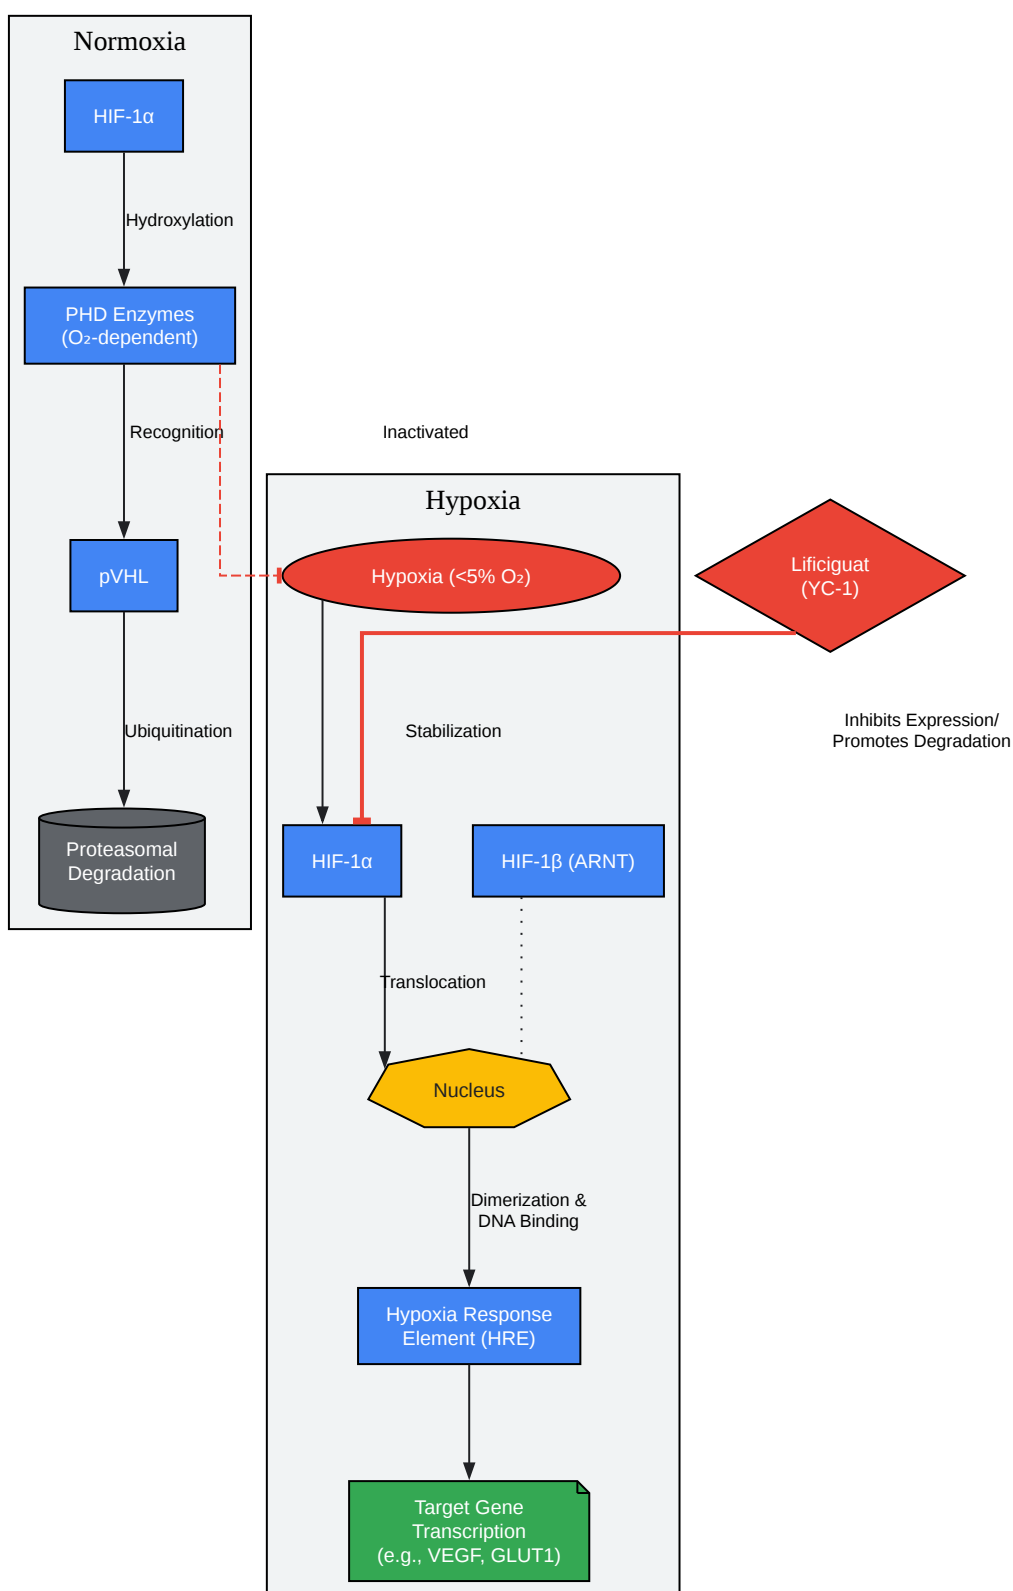 Normoxia
HIF-1α
Hydroxylation
PHD Enzymes
(O₂-dependent)
Recognition
Inactivated
pVHL
Ubiquitination
Proteasomal
Degradation
Hypoxia
Hypoxia (<5% O₂)
Lificiguat
(YC-1)
Stabilization
Inhibits Expression/
Promotes Degradation
HIF-1α
HIF-1β (ARNT)
Translocation
Nucleus
Dimerization &
DNA Binding
Hypoxia Response
Element (HRE)
Target Gene
Transcription
(e.g., VEGF, GLUT1)